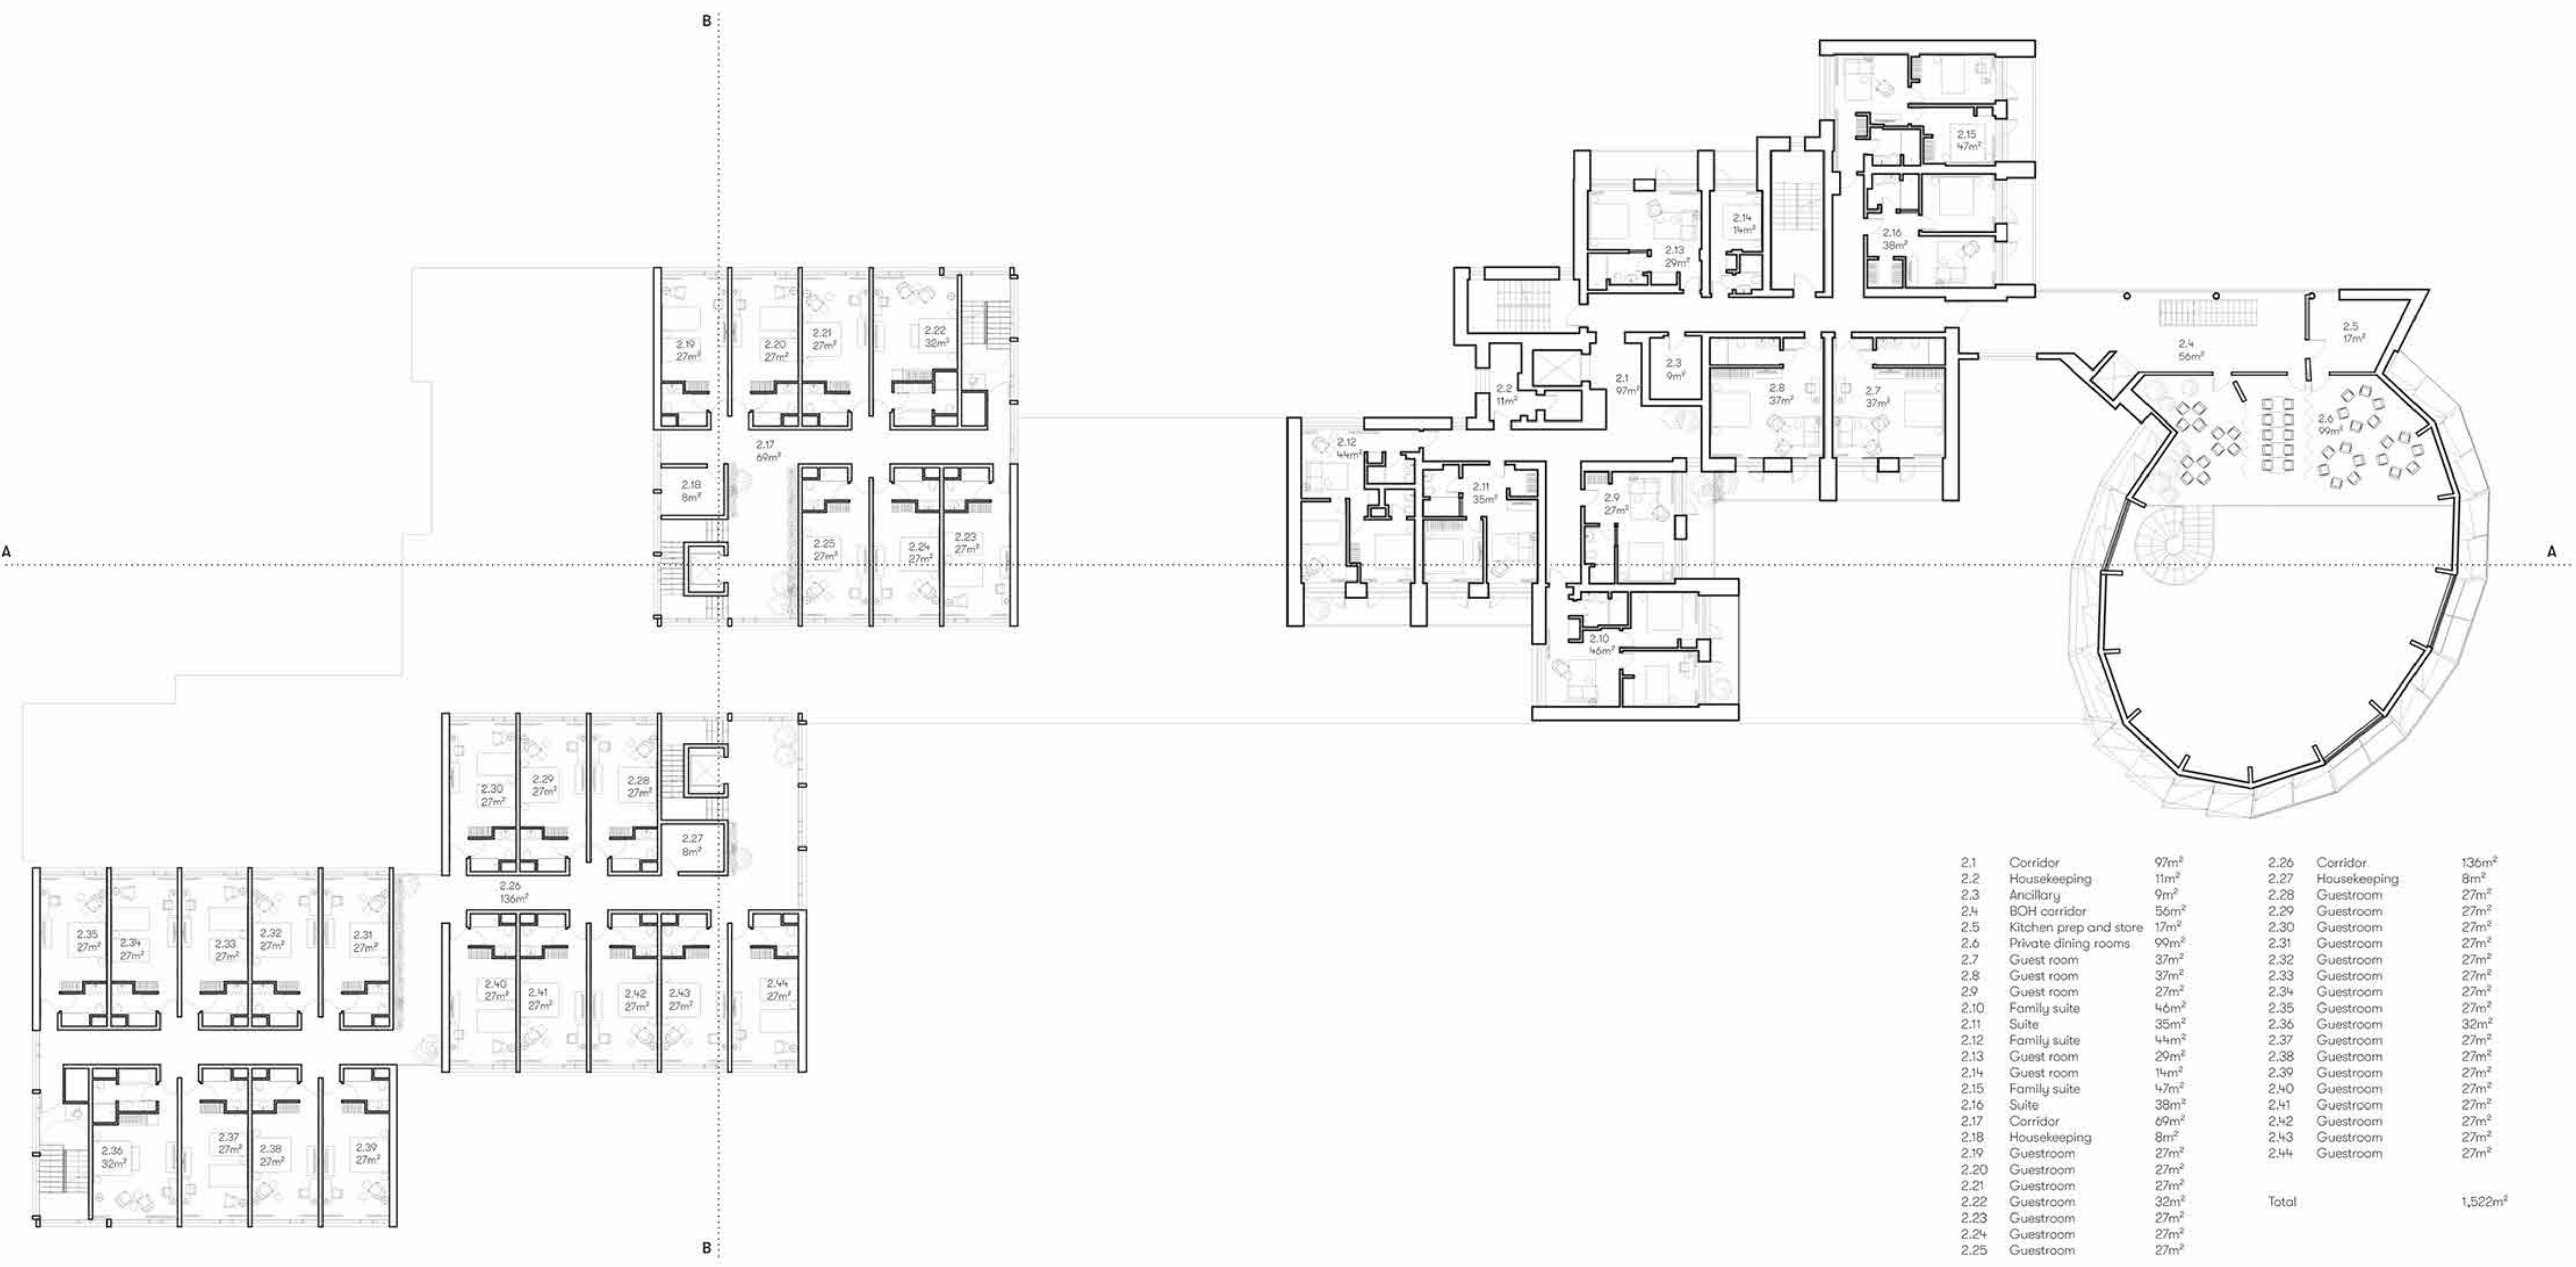 B
2.15
47m²
2.14
14m²
2.13
29m²
2.16
38m²
2.5
17m²
2.4
56m²
2.22
32m²
2.21
27m²
2.19
27m²
2.20
27m²
2.3
9m²
2.1
97m²
2.2
11m²
2.8
37m²
2.7
37m²
2.6
99m²
2.17
69m²
2.12
44m²
2.18
8m²
2.11
35m²
2.9
27m²
A
2.25
27m²
2.24
27m²
2.23
27m²
A
2.10
46m²
2.30
27m²
2.29
27m²
2.28
27m²
2.27
8m²
2.26
136m²
2.35
27m²
2.34
27m²
2.33
27m²
2.32
27m²
2.31
27m²
2.40
27m²
2.41
27m²
2.42
27m²
2.43
27m²
2.44
27m²
2.36
32m²
2.37
27m²
2.38
27m²
2.39
27m²
B
2.1 Corridor 97m²
2.2 Housekeeping 11m²
2.3 Ancillary 9m²
2.4 BOH corridor 56m²
2.5 Kitchen prep and store 17m²
2.6 Private dining rooms 99m²
2.7 Guest room 37m²
2.8 Guest room 37m²
2.9 Guest room 27m²
2.10 Family suite 46m²
2.11 Suite 35m²
2.12 Family suite 44m²
2.13 Guest room 29m²
2.14 Guest room 14m²
2.15 Family suite 47m²
2.16 Suite 38m²
2.17 Corridor 69m²
2.18 Housekeeping 8m²
2.19 Guestroom 27m²
2.20 Guestroom 27m²
2.21 Guestroom 27m²
2.22 Guestroom 32m²
2.23 Guestroom 27m²
2.24 Guestroom 27m²
2.25 Guestroom 27m²
2.26 Corridor 136m²
2.27 Housekeeping 8m²
2.28 Guestroom 27m²
2.29 Guestroom 27m²
2.30 Guestroom 27m²
2.31 Guestroom 27m²
2.32 Guestroom 27m²
2.33 Guestroom 27m²
2.34 Guestroom 27m²
2.35 Guestroom 27m²
2.36 Guestroom 32m²
2.37 Guestroom 27m²
2.38 Guestroom 27m²
2.39 Guestroom 27m²
2.40 Guestroom 27m²
2.41 Guestroom 27m²
2.42 Guestroom 27m²
2.43 Guestroom 27m²
2.44 Guestroom 27m²
Total 1,522m²